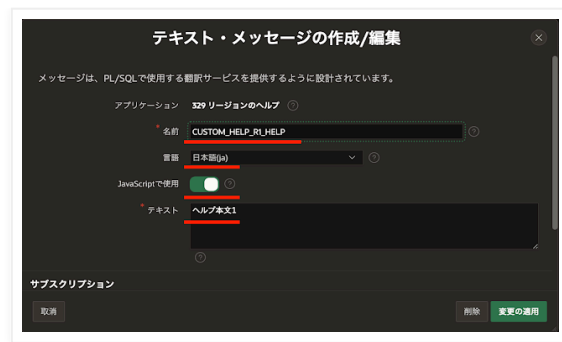 テキスト・メッセージの作成/編集
メッセージは、PL/SQLで使用する翻訳サービスを提供するように設計されています。
アプリケーション 329 リージョンのヘルプ
* 名前 CUSTOM_HELP_R1_HELP
言語 日本語(ja)
JavaScriptで使用
* テキスト ヘルプ本文1
サブスクリプション
取消 削除 変更の適用